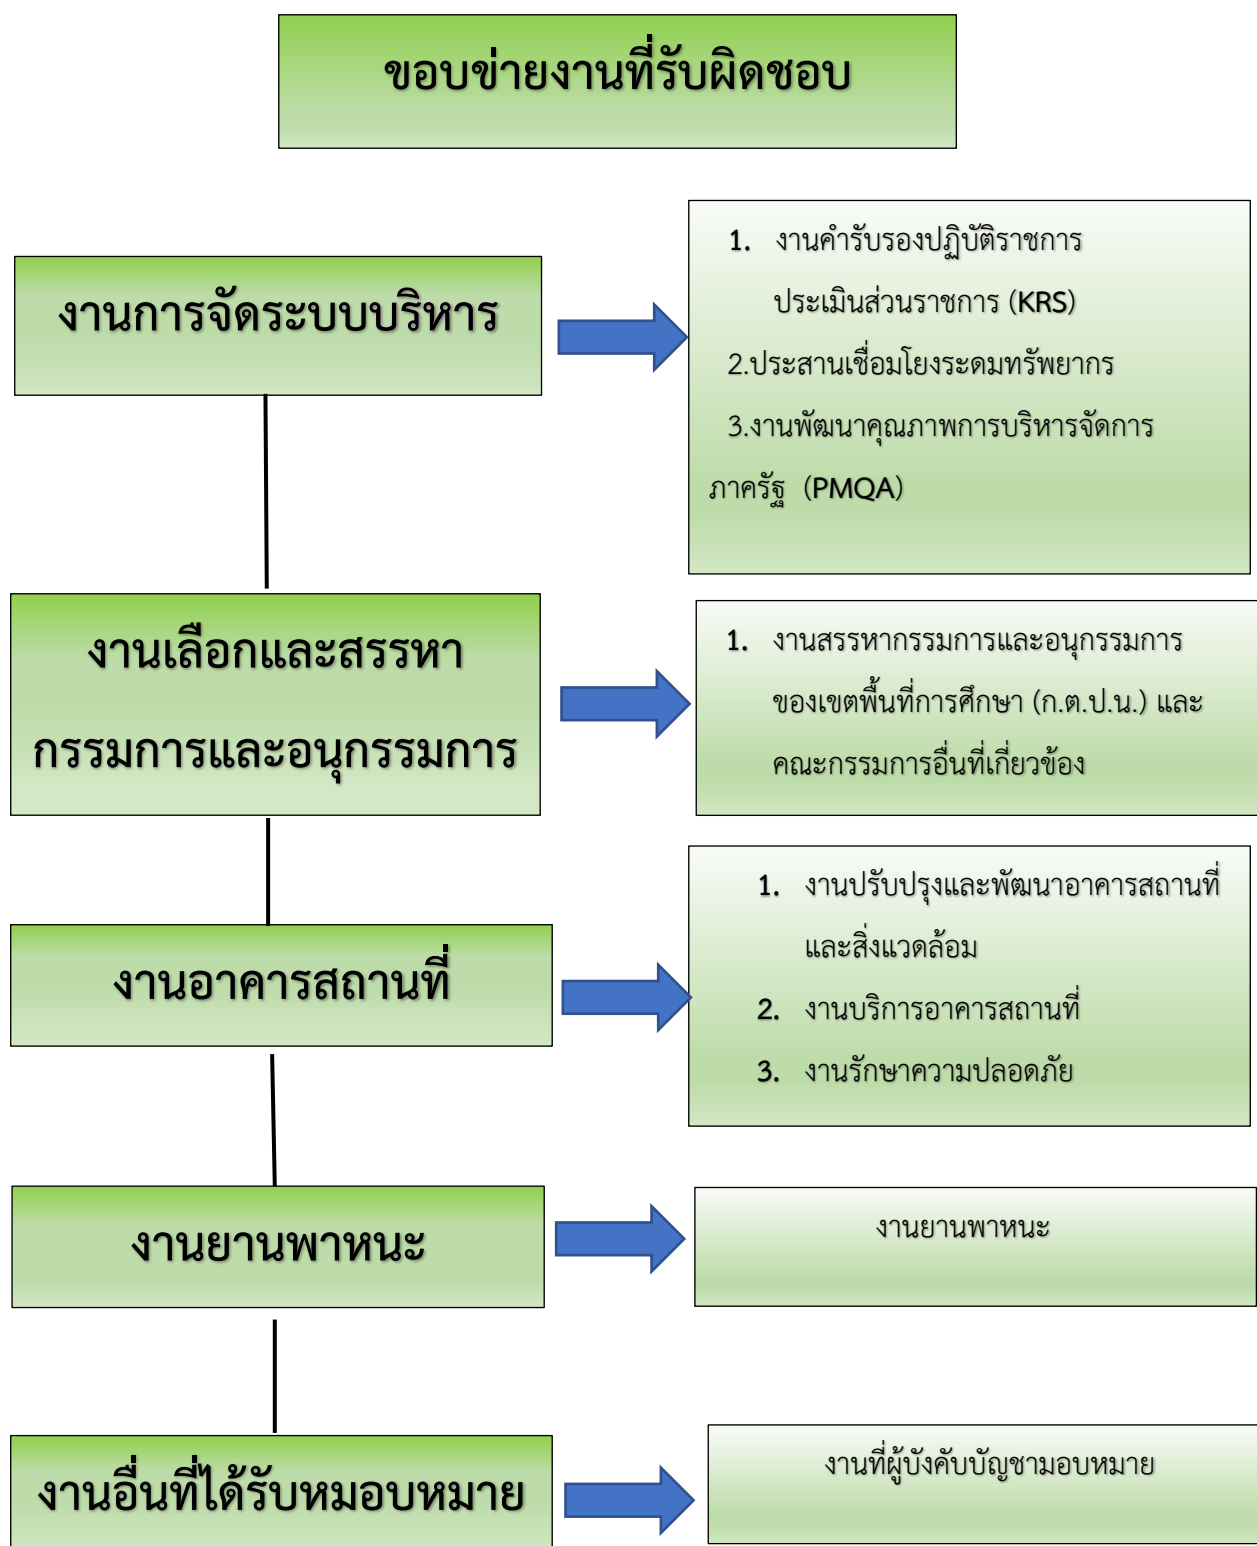 ขอบข่ายงานที่รับผิดชอบ
งานการจัดระบบบริหาร
1. งานคำรับรองปฏิบัติราชการ
ประเมินส่วนราชการ (KRS)
2.ประสานเชื่อมโยงระดมทรัพยากร
3.งานพัฒนาคุณภาพการบริหารจัดการ
ภาครัฐ (PMQA)
งานเลือกและสรรหา
กรรมการและอนุกรรมการ
1. งานสรรหากรรมการและอนุกรรมการ
ของเขตพื้นที่การศึกษา (ก.ต.ป.น.) และ
คณะกรรมการอื่นที่เกี่ยวข้อง
งานอาคารสถานที่
1. งานปรับปรุงและพัฒนาอาคารสถานที่
และสิ่งแวดล้อม
2. งานบริการอาคารสถานที่
3. งานรักษาความปลอดภัย
งานยานพาหนะ
งานยานพาหนะ
งานอื่นที่ได้รับหมอบหมาย
งานที่ผู้บังคับบัญชามอบหมาย